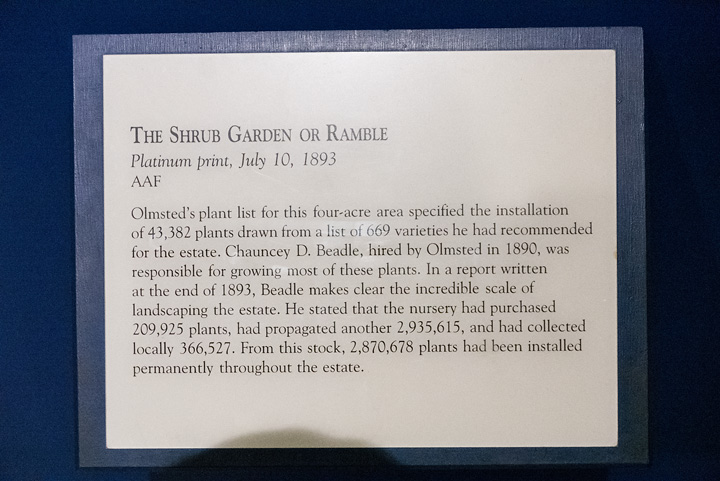 THE SHRUB GARDEN OR RAMBLE
Platinum print, July 10, 1893
AAF
Olmsted's plant list for this four-acre area specified the installation
of 43,382 plants drawn from a list of 669 varieties he had recommended
for the estate. Chauncey D. Beadle, hired by Olmsted in 1890, was
responsible for growing most of these plants. In a report written
at the end of 1893, Beadle makes clear the incredible scale of
landscaping the estate. He stated that the nursery had purchased
209,925 plants, had propagated another 2,935,615, and had collected
locally 366,527. From this stock, 2,870,678 plants had been installed
permanently throughout the estate.